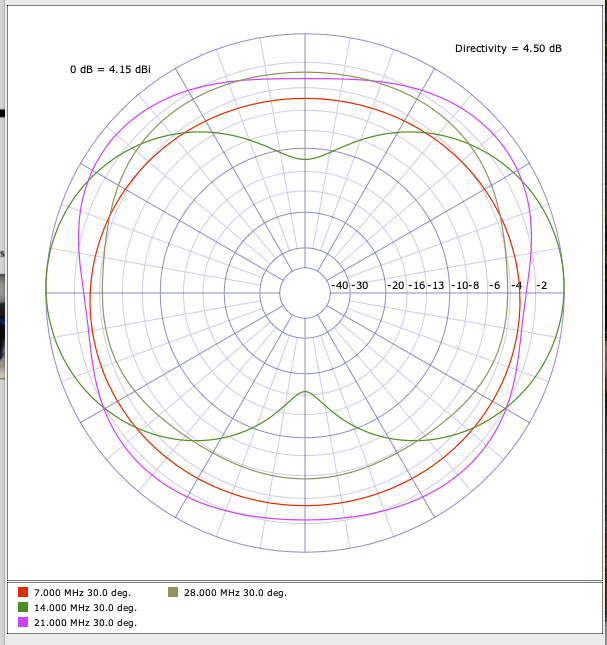 Directivity = 4.50 dB
0 dB = 4.15 dBi
-40 -30 -20 -16 -13 -10 -8 -6 -4 -2
s
7.000 MHz 30.0 deg.
28.000 MHz 30.0 deg.
14.000 MHz 30.0 deg.
21.000 MHz 30.0 deg.